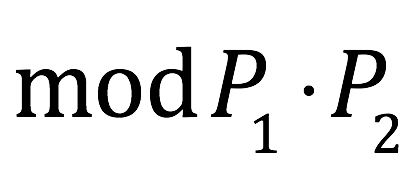 mod P₁ · P₂